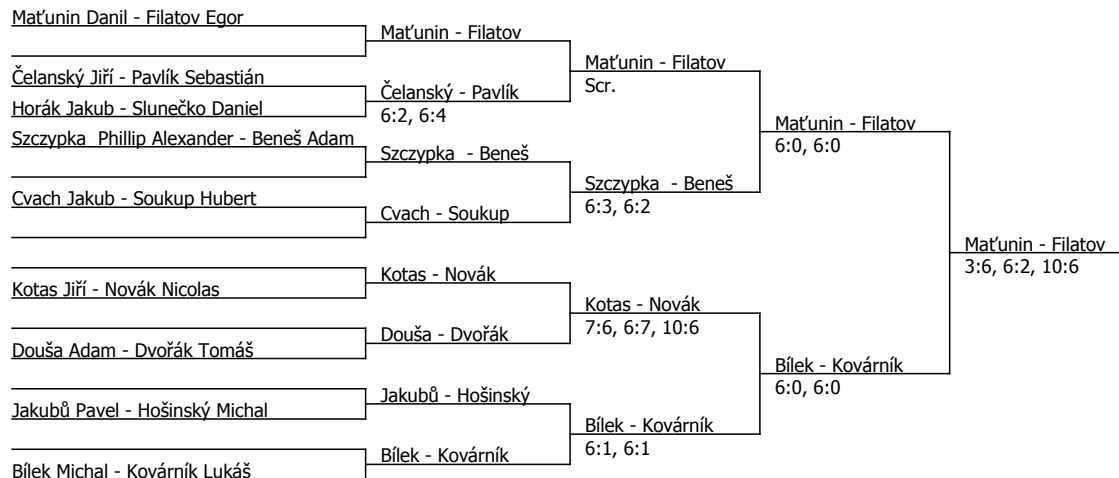 Maťunin Danil - Filatov Egor
Čelanský Jiří - Pavlík Sebastián
Horák Jakub - Slunečko Daniel
Szczypka  Phillip Alexander - Beneš Adam
Cvach Jakub - Soukup Hubert
Kotas Jiří - Novák Nicolas
Douša Adam - Dvořák Tomáš
Jakubů Pavel - Hošinský Michal
Bílek Michal - Kovárník Lukáš
Maťunin - Filatov
Čelanský - Pavlík
6:2, 6:4
Szczypka  - Beneš
Cvach - Soukup
Kotas - Novák
Douša - Dvořák
Jakubů - Hošinský
Bílek - Kovárník
Maťunin - Filatov
Scr.
Szczypka  - Beneš
6:3, 6:2
Kotas - Novák
7:6, 6:7, 10:6
Bílek - Kovárník
6:1, 6:1
Maťunin - Filatov
6:0, 6:0
Bílek - Kovárník
6:0, 6:0
Maťunin - Filatov
3:6, 6:2, 10:6